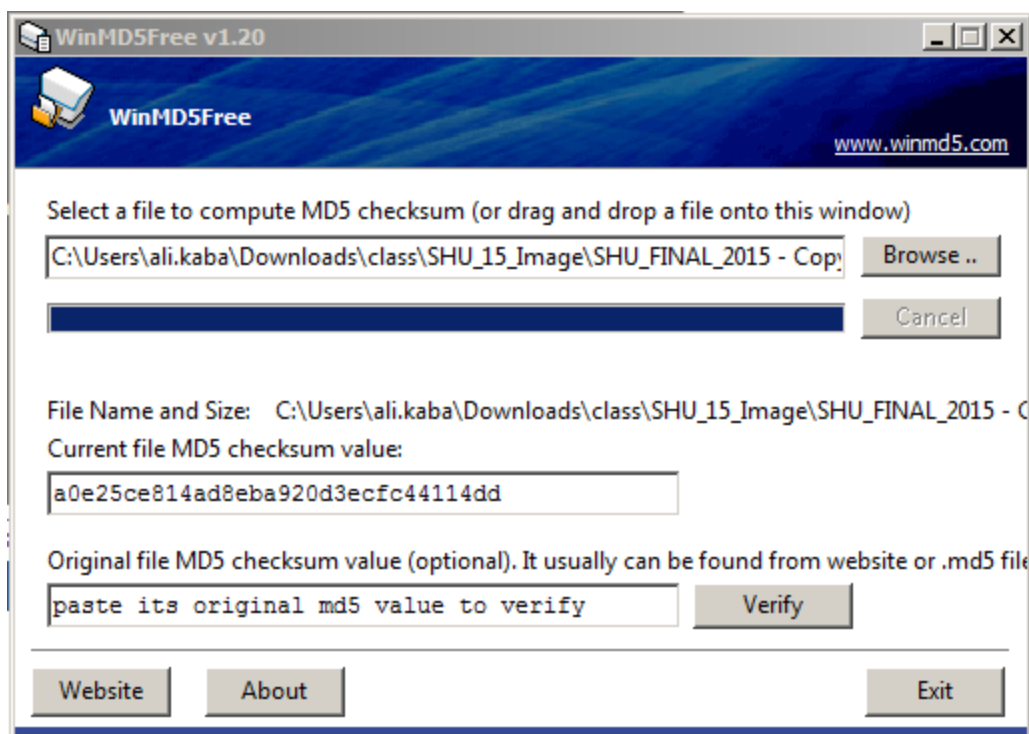 WinMD5Free v1.20
WinMD5Free
www.winmd5.com
Select a file to compute MD5 checksum (or drag and drop a file onto this window)
C:\Users\ali.kaba\Downloads\class\SHU_15_Image\SHU_FINAL_2015 - Copy
Browse ..
Cancel
File Name and Size: C:\Users\ali.kaba\Downloads\class\SHU_15_Image\SHU_FINAL_2015 - C
Current file MD5 checksum value:
a0e25ce814ad8eba920d3ecfc44114dd
Original file MD5 checksum value (optional). It usually can be found from website or .md5 file
paste its original md5 value to verify
Verify
Website
About
Exit